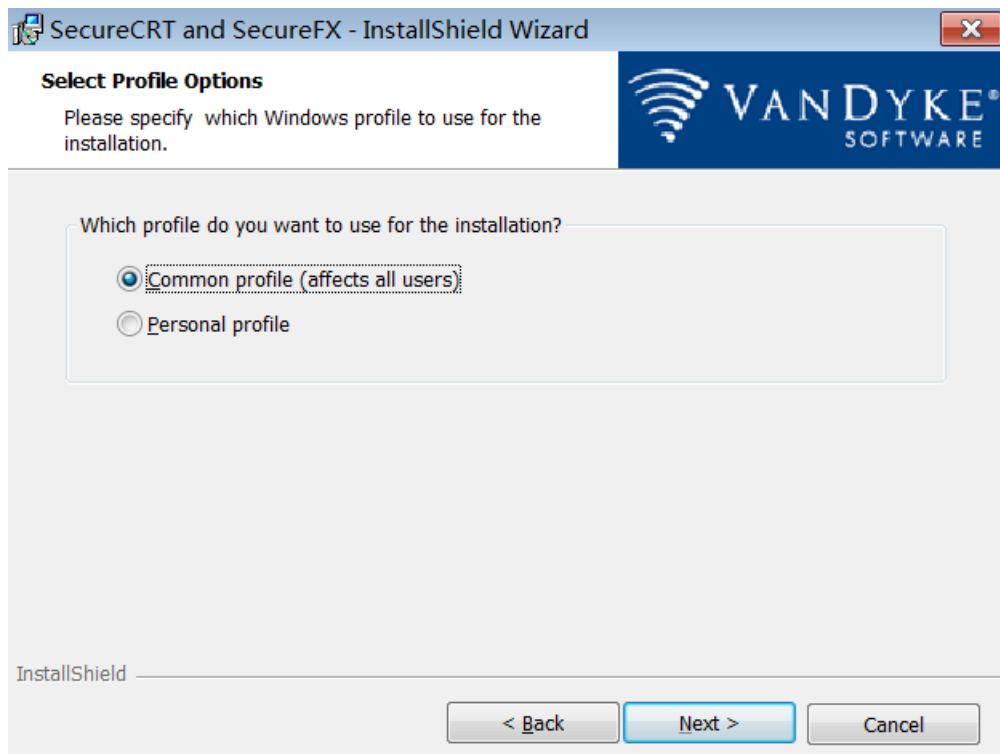 SecureCRT and SecureFX - InstallShield Wizard
Select Profile Options
Please specify  which Windows profile to use for the
installation.
VANDYKE®
SOFTWARE
Which profile do you want to use for the installation?
Common profile (affects all users)
Personal profile
InstallShield
< Back
Next >
Cancel